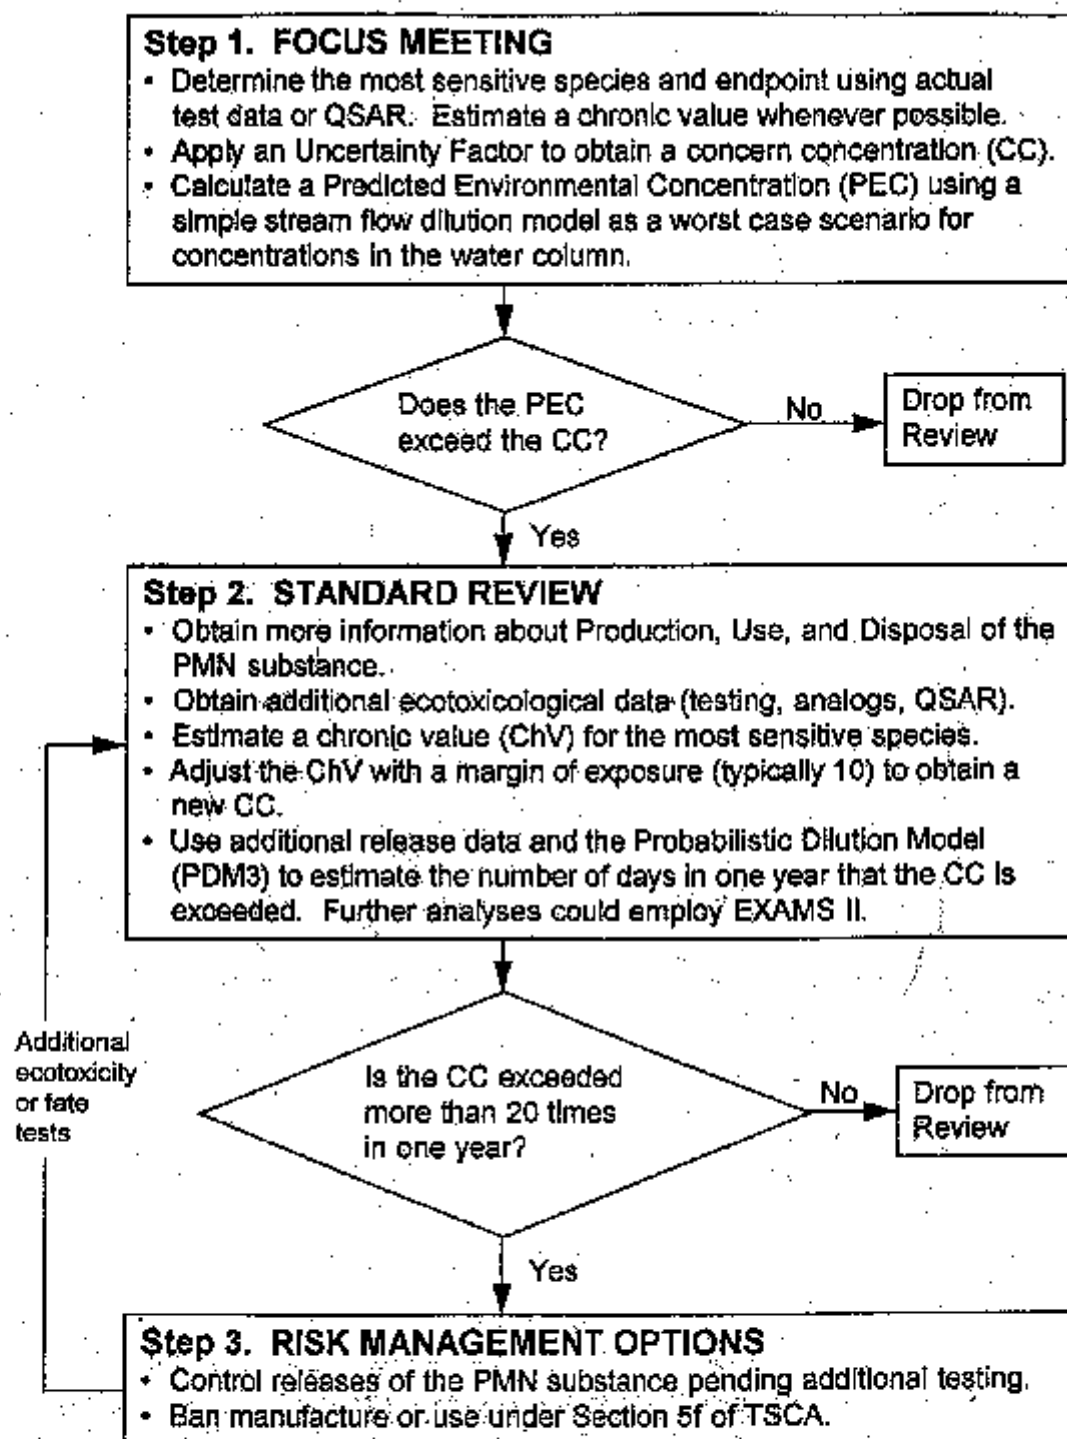 Step 1. FOCUS MEETING
• Determine the most sensitive species and endpoint using actual
test data or QSAR. Estimate a chronic value whenever possible.
• Apply an Uncertainty Factor to obtain a concern concentration (CC).
• Calculate a Predicted Environmental Concentration (PEC) using a
simple stream flow dilution model as a worst case scenario for
concentrations in the water column.
Does the PEC
exceed the CC?
No
Drop from
Review
Yes
Step 2. STANDARD REVIEW
• Obtain more information about Production, Use, and Disposal of the
PMN substance.
• Obtain additional ecotoxicological data (testing, analogs, QSAR).
• Estimate a chronic value (ChV) for the most sensitive species.
• Adjust the ChV with a margin of exposure (typically 10) to obtain a
new CC.
• Use additional release data and the Probabilistic Dilution Model
(PDM3) to estimate the number of days in one year that the CC is
exceeded. Further analyses could employ EXAMS II.
Additional
ecotoxicity
or fate
tests
Is the CC exceeded
more than 20 times
in one year?
No
Drop from
Review
Yes
Step 3. RISK MANAGEMENT OPTIONS
• Control releases of the PMN substance pending additional testing.
• Ban manufacture or use under Section 5f of TSCA.